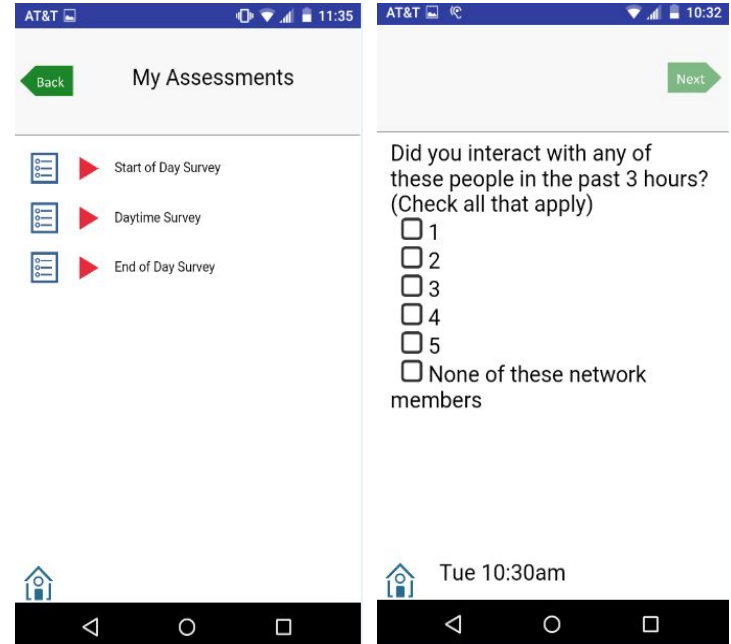 AT&T 11:35
Back My Assessments
Start of Day Survey
Daytime Survey
End of Day Survey
AT&T 10:32
Next
Did you interact with any of
these people in the past 3 hours?
(Check all that apply)
1
2
3
4
5
None of these network
members
Tue 10:30am